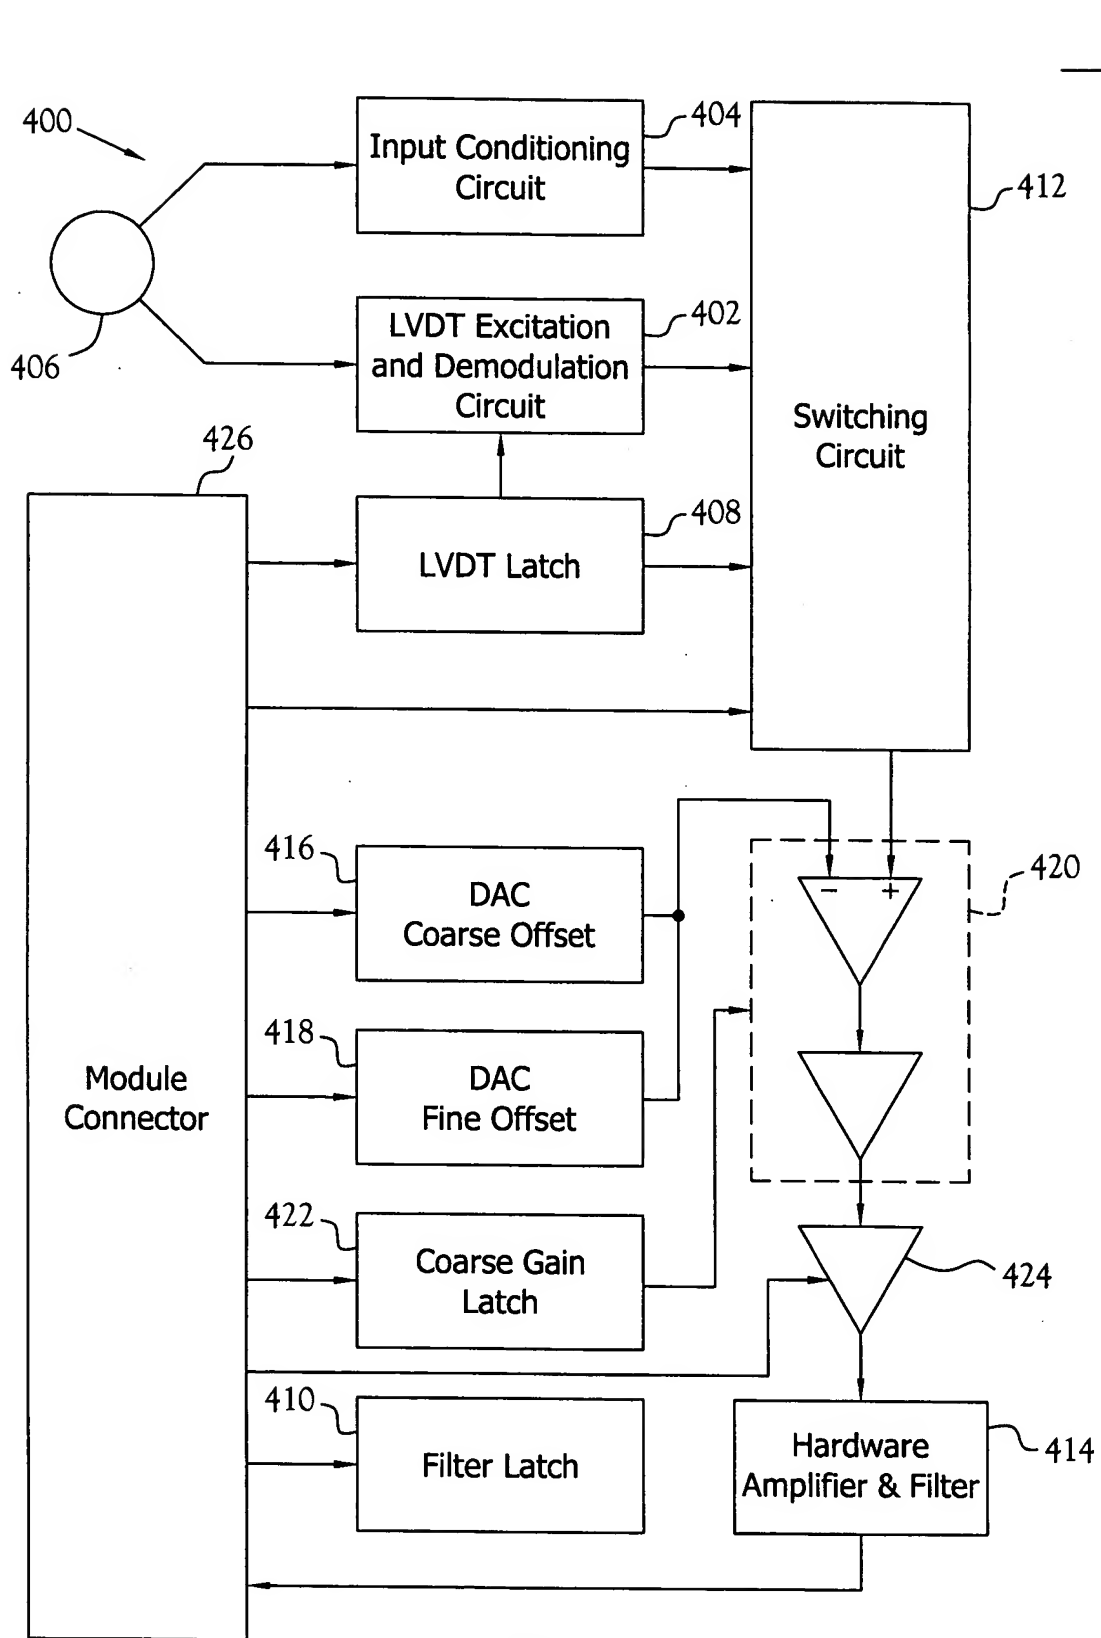 400
404
Input Conditioning
Circuit
412
406
402
LVDT Excitation
and Demodulation
Circuit
Switching
Circuit
426
408
LVDT Latch
416
DAC
Coarse Offset
−
+
420
418
DAC
Fine Offset
Module
Connector
422
Coarse Gain
Latch
424
410
Filter Latch
Hardware
Amplifier & Filter
414